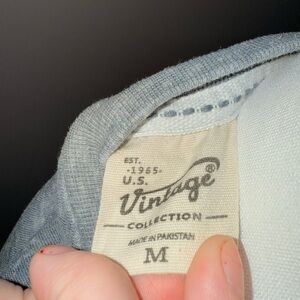 EST.
-1965-
U.S.
Vintage®
COLLECTION
MADE IN PAKISTAN
M